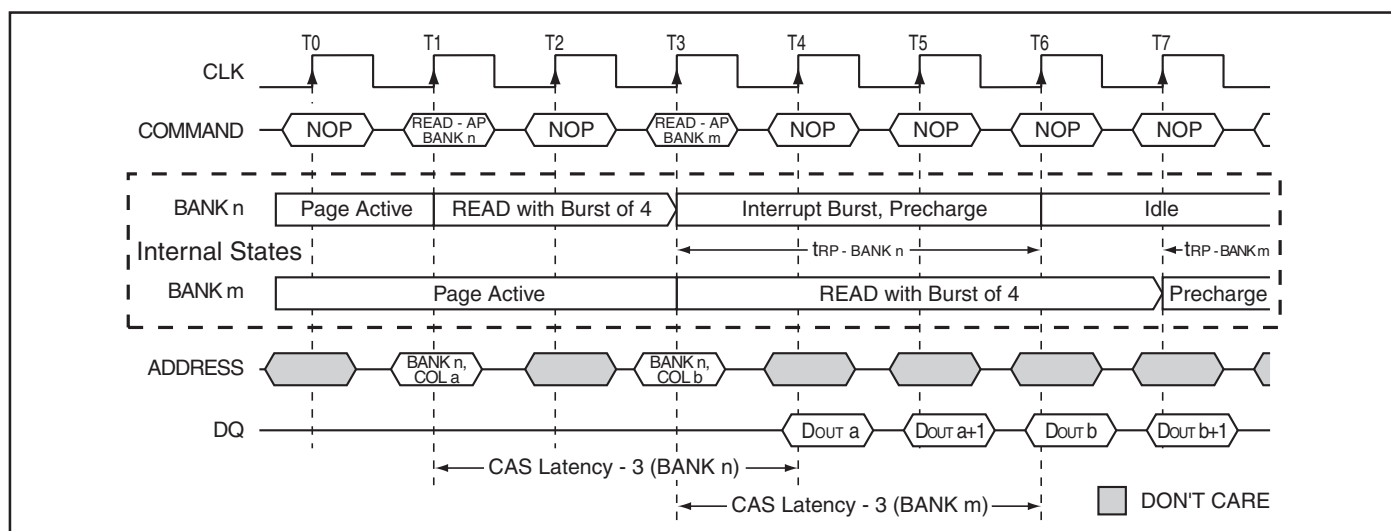 T0 T1 T2 T3 T4 T5 T6 T7
CLK
COMMAND NOP READ - AP BANK n NOP READ - AP BANK m NOP NOP NOP NOP
BANK n Page Active READ with Burst of 4 Interrupt Burst, Precharge Idle
Internal States tRP - BANK n tRP - BANK m
BANK m Page Active READ with Burst of 4 Precharge
ADDRESS BANK n, COL a BANK n, COL b
DQ DOUT a DOUT a+1 DOUT b DOUT b+1
CAS Latency - 3 (BANK n)
CAS Latency - 3 (BANK m) DON'T CARE